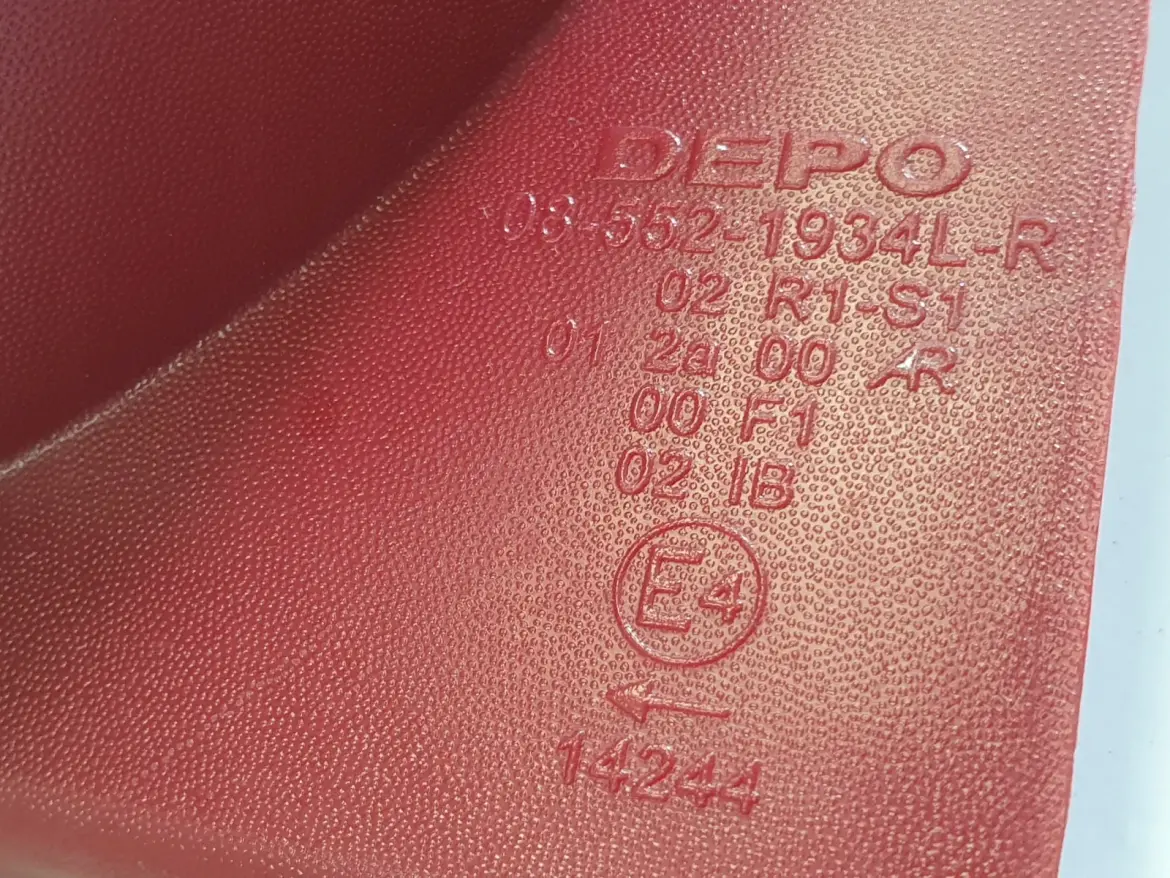 DEPO
03-552-1934L-R
02 R1-S1
01 2a 00 AR
00 F1
02 IB
E4
←
14244